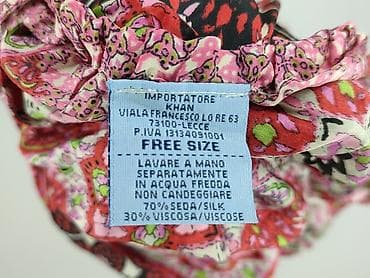 IMPORTATORE
KHAN
VIALA FRANCESCO LO RE 63
73100-LECCE
P.IVA 13134091001
FREE SIZE
LAVARE A MANO
SEPARATAMENTE
IN ACQUA FREDDA
NON CANDEGGIARE
70%SEDA/SILK
30% VISCOSA/VISCOSE